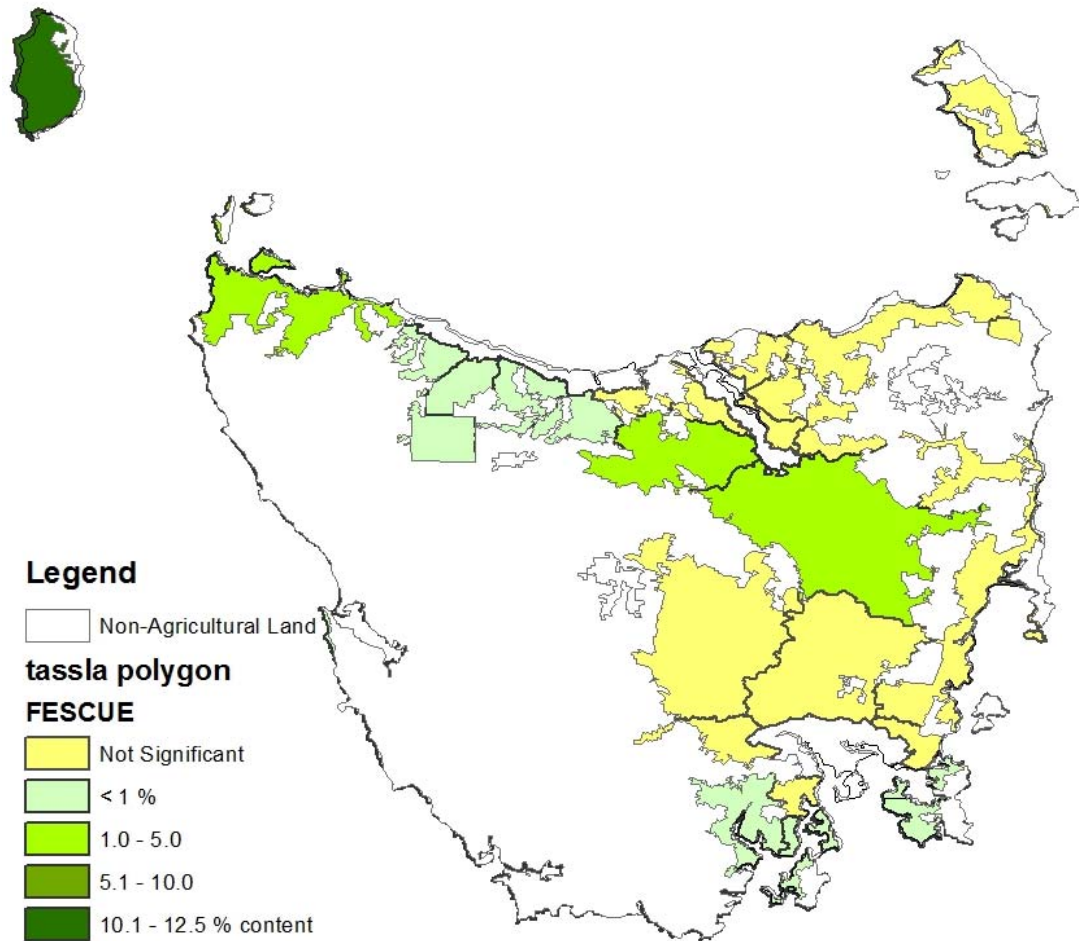 Legend
Non-Agricultural Land
tassla polygon
FESCUE
Not Significant
< 1 %
1.0 - 5.0
5.1 - 10.0
10.1 - 12.5 % content